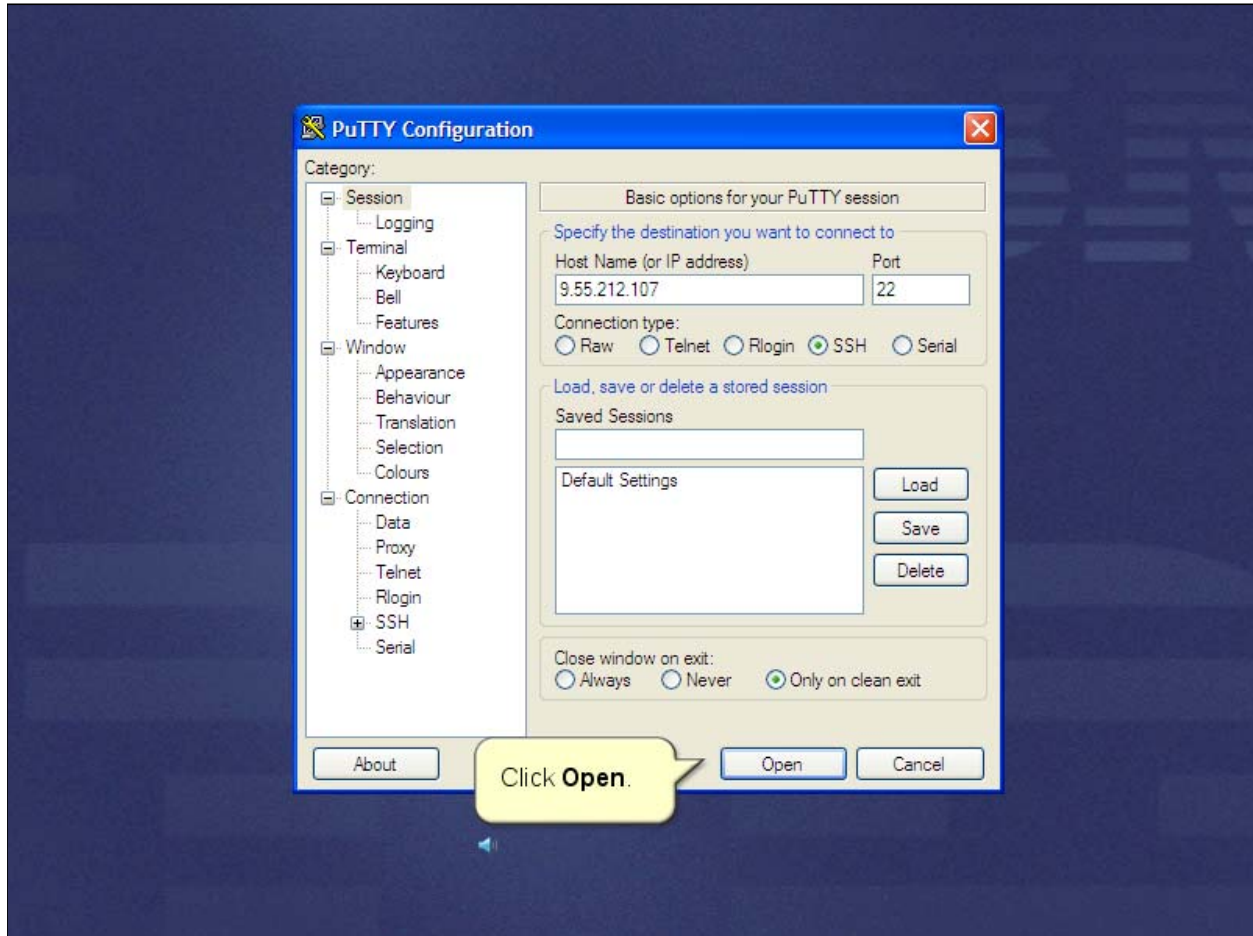 PuTTY Configuration
Category:
Session
Logging
Terminal
Keyboard
Bell
Features
Window
Appearance
Behaviour
Translation
Selection
Colours
Connection
Data
Proxy
Telnet
Rlogin
SSH
Serial
Basic options for your PuTTY session
Specify the destination you want to connect to
Host Name (or IP address) Port
9.55.212.107 22
Connection type:
Raw Telnet Rlogin SSH Serial
Load, save or delete a stored session
Saved Sessions
Default Settings
Load
Save
Delete
Close window on exit:
Always Never Only on clean exit
About
Click Open.
Open Cancel